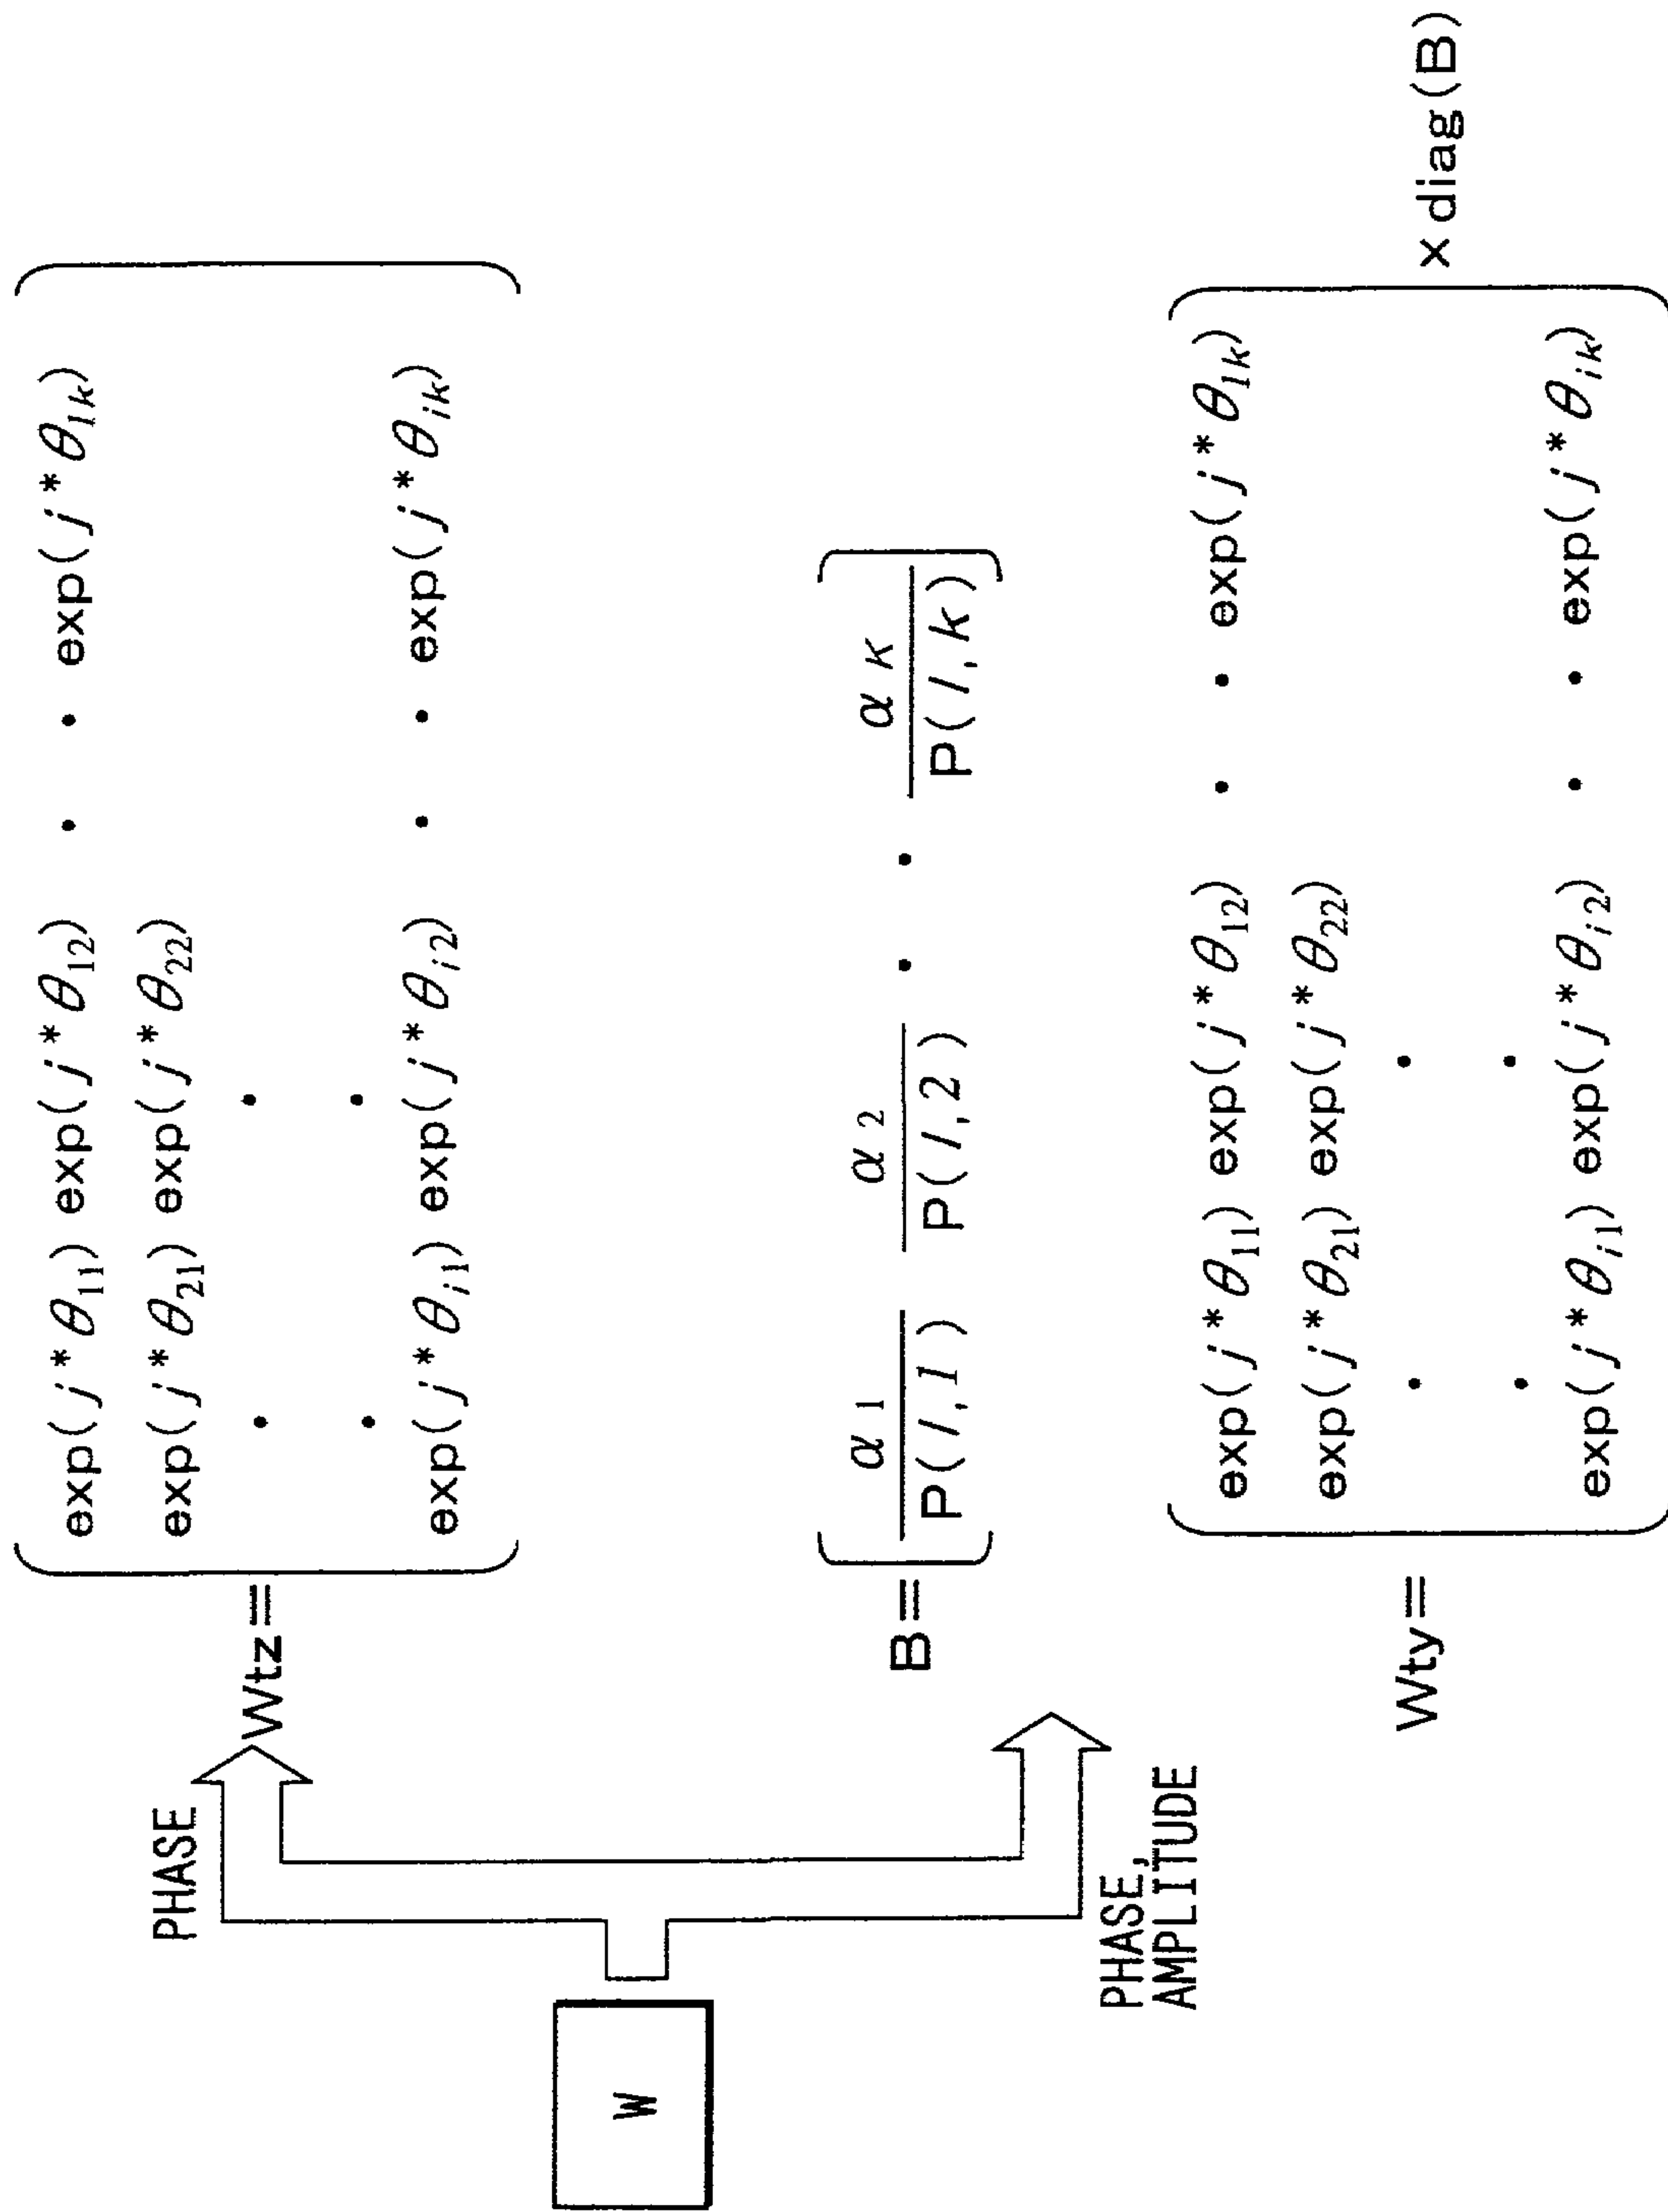 W
PHASE
PHASE,
AMPLITUDE
Wtz=
exp(j*θ11) exp(j*θ12) · · exp(j*θ1k)
exp(j*θ21) exp(j*θ22)
· ·
· ·
exp(j*θi1) exp(j*θi2) · · exp(j*θik)
B=
α1 α2 ακ
P(l,1) P(l,2) · · P(l,k)
Wty=
exp(j*θ11) exp(j*θ12) · · exp(j*θ1k)
exp(j*θ21) exp(j*θ22)
· ·
· ·
exp(j*θi1) exp(j*θi2) · · exp(j*θik)
x diag(B)